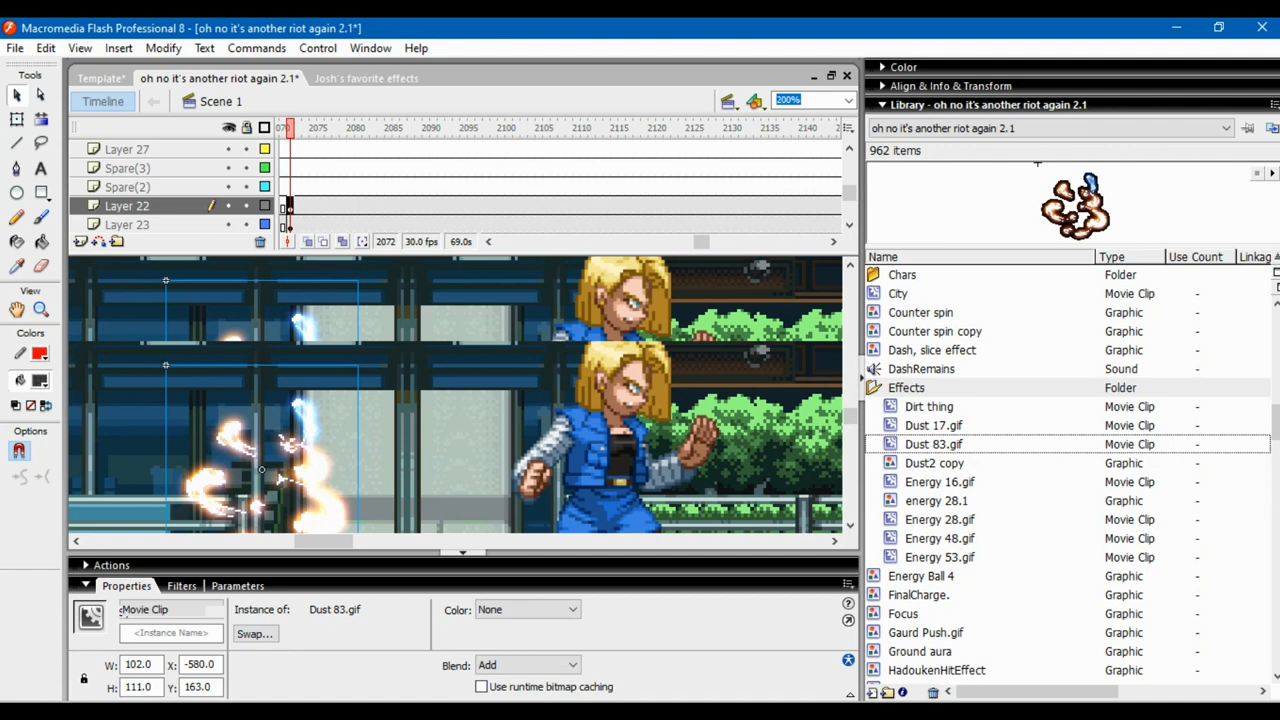 Macromedia Flash Professional 8 - [oh no it's another riot again 2.1*]
File Edit View Insert Modify Text Commands Control Window Help
Tools
Template* oh no it's another riot again 2.1* Josh's favorite effects
Timeline Scene 1 200%
070 2075 2080 2085 2090 2095 2100 2105 2110 2115 2120 2125 2130 2135 2140
Layer 27
Spare(3)
Spare(2)
Layer 22
Layer 23
2072 30.0 fps 69.0s
View
Colors
Options
Actions
Properties Filters Parameters
Movie Clip Instance of: Dust 83.gif Color: None
<Instance Name> Swap...
W: 102.0 X: -580.0 Blend: Add
H: 111.0 Y: 163.0 Use runtime bitmap caching
Color
Align & Info & Transform
Library - oh no it's another riot again 2.1
oh no it's another riot again 2.1
962 items
Name Type Use Count Linkag
Chars Folder
City Movie Clip -
Counter spin Graphic -
Counter spin copy Graphic -
Dash, slice effect Graphic -
DashRemains Sound -
Effects Folder
Dirt thing Movie Clip -
Dust 17.gif Movie Clip -
Dust 83.gif Movie Clip -
Dust2 copy Graphic -
Energy 16.gif Movie Clip -
energy 28.1 Graphic -
Energy 28.gif Movie Clip -
Energy 48.gif Movie Clip -
Energy 53.gif Movie Clip -
Energy Ball 4 Graphic -
FinalCharge. Graphic -
Focus Graphic -
Gaurd Push.gif Movie Clip -
Ground aura Graphic -
HadoukenHitEffect Graphic -